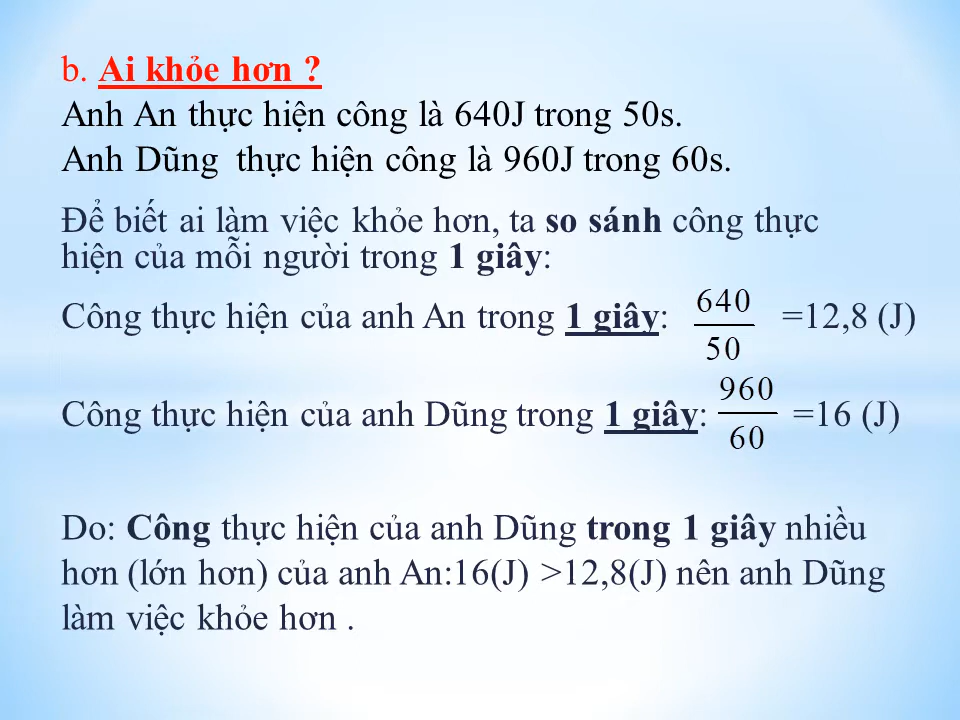 b. Ai khỏe hơn ?
Anh An thực hiện công là 640J trong 50s.
Anh Dũng thực hiện công là 960J trong 60s.
Để biết ai làm việc khỏe hơn, ta so sánh công thực
hiện của mỗi người trong 1 giây:
Công thực hiện của anh An trong 1 giây: 640/50 =12,8 (J)
Công thực hiện của anh Dũng trong 1 giây: 960/60 =16 (J)
Do: Công thực hiện của anh Dũng trong 1 giây nhiều
hơn (lớn hơn) của anh An:16(J) >12,8(J) nên anh Dũng
làm việc khỏe hơn .